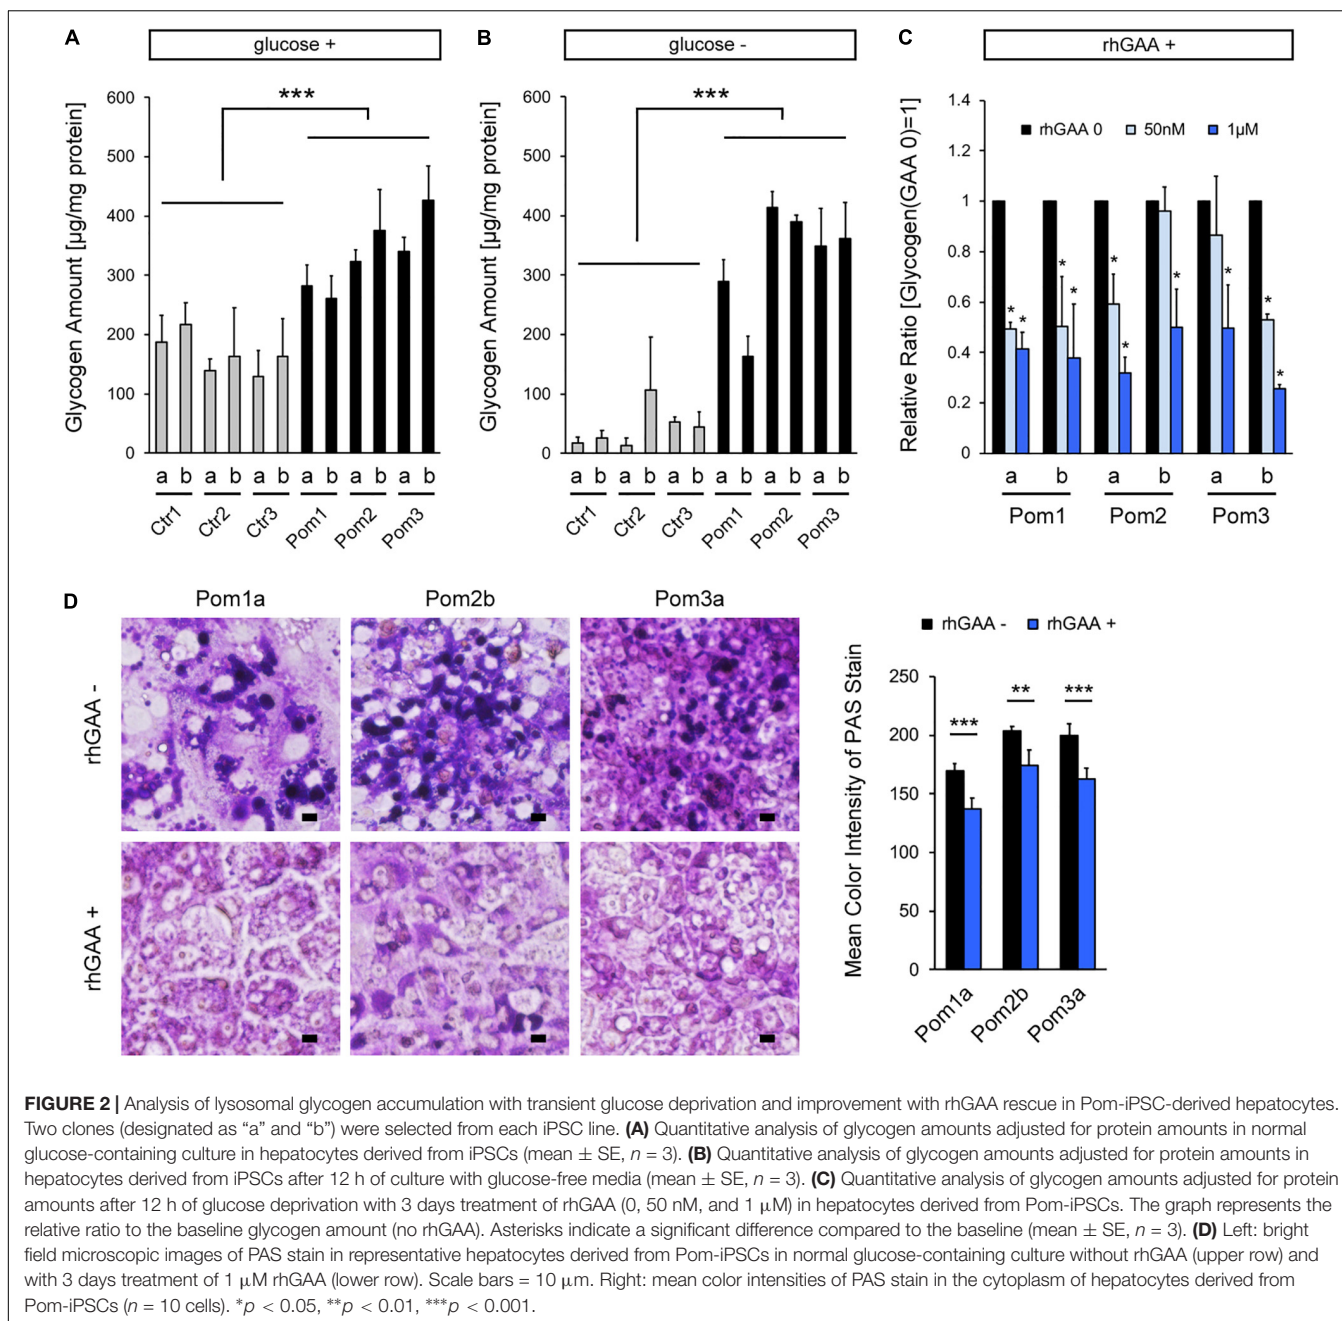 A
glucose +
Glycogen Amount [µg/mg protein]
600
500
400
300
200
100
0
***
a b a b a b a b a b a b
Ctr1 Ctr2 Ctr3 Pom1 Pom2 Pom3
B
glucose -
Glycogen Amount [µg/mg protein]
600
500
400
300
200
100
0
***
a b a b a b a b a b a b
Ctr1 Ctr2 Ctr3 Pom1 Pom2 Pom3
C
rhGAA +
Relative Ratio [Glycogen(GAA 0)=1]
1.4
1.2
1
0.8
0.6
0.4
0.2
0
rhGAA 0 50nM 1µM
* * * * * * * * * *
a b a b a b
Pom1 Pom2 Pom3
D
Pom1a Pom2b Pom3a
rhGAA -
rhGAA +
rhGAA - rhGAA +
Mean Color Intensity of PAS Stain
250
200
150
100
50
0
*** ** ***
Pom1a Pom2b Pom3a
FIGURE 2 | Analysis of lysosomal glycogen accumulation with transient glucose deprivation and improvement with rhGAA rescue in Pom-iPSC-derived hepatocytes.
Two clones (designated as “a” and “b”) were selected from each iPSC line. (A) Quantitative analysis of glycogen amounts adjusted for protein amounts in normal
glucose-containing culture in hepatocytes derived from iPSCs (mean ± SE, n = 3). (B) Quantitative analysis of glycogen amounts adjusted for protein amounts in
hepatocytes derived from iPSCs after 12 h of culture with glucose-free media (mean ± SE, n = 3). (C) Quantitative analysis of glycogen amounts adjusted for protein
amounts after 12 h of glucose deprivation with 3 days treatment of rhGAA (0, 50 nM, and 1 µM) in hepatocytes derived from Pom-iPSCs. The graph represents the
relative ratio to the baseline glycogen amount (no rhGAA). Asterisks indicate a significant difference compared to the baseline (mean ± SE, n = 3). (D) Left: bright
field microscopic images of PAS stain in representative hepatocytes derived from Pom-iPSCs in normal glucose-containing culture without rhGAA (upper row) and
with 3 days treatment of 1 µM rhGAA (lower row). Scale bars = 10 µm. Right: mean color intensities of PAS stain in the cytoplasm of hepatocytes derived from
Pom-iPSCs (n = 10 cells). *p < 0.05, **p < 0.01, ***p < 0.001.